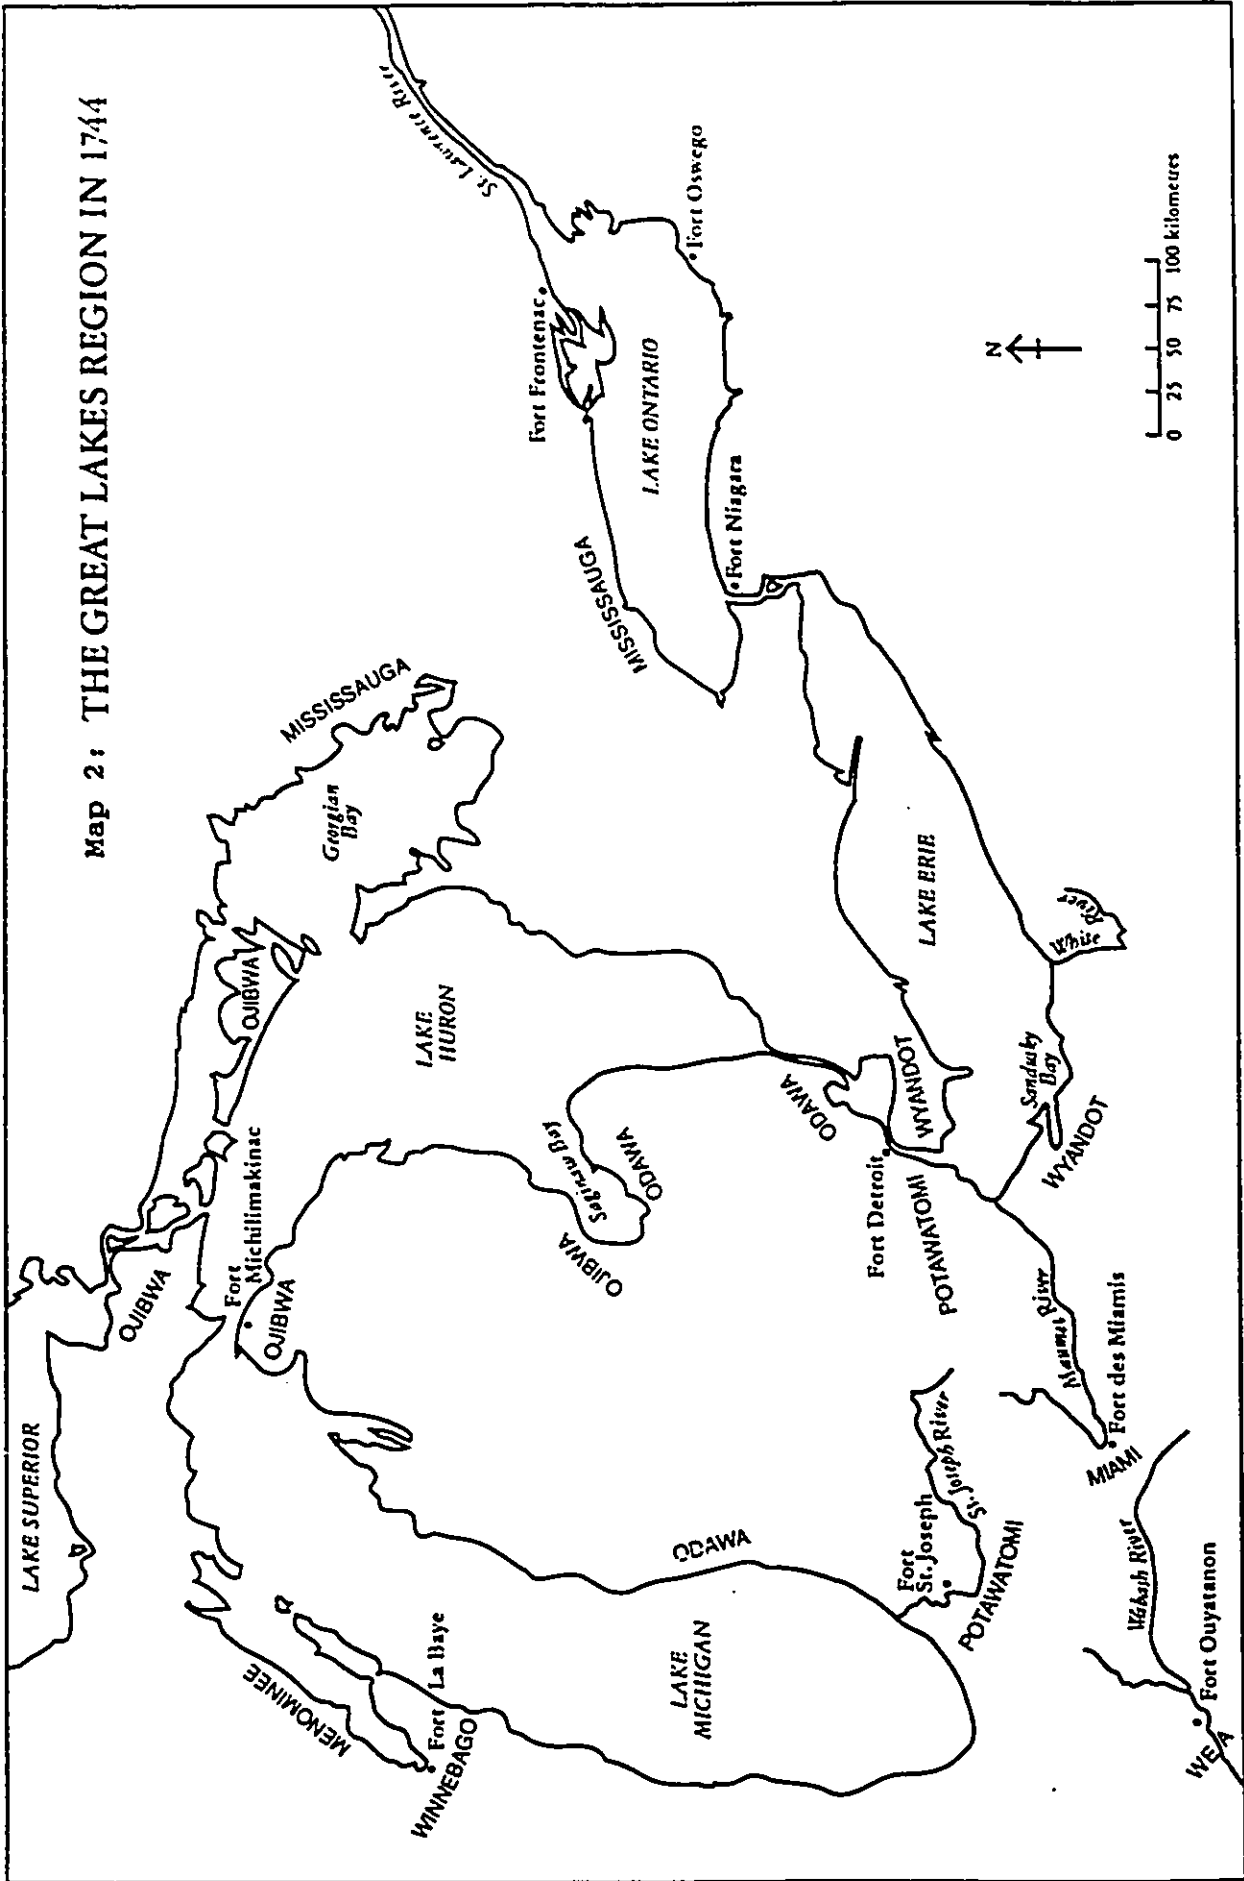 Map 2: THE GREAT LAKES REGION IN 1744
LAKE SUPERIOR
OJIBWA
OJIBWA
MISSISSAUGA
Georgian
Bay
St. Lawrence River
Fort
Michilimakinac
OJIBWA
MENOMINEE
Fort La Baye
WINNEBAGO
LAKE
HURON
Fort Frontenac
MISSISSAUGA
LAKE ONTARIO
Fort Oswego
Fort Niagara
Saginaw Bay
OJIBWA
ODAWA
ODAWA
LAKE
MICHIGAN
ODAWA
Fort Detroit
WYANDOT
POTAWATOMI
LAKE ERIE
Fort
St. Joseph
St. Joseph River
POTAWATOMI
Sandusky
Bay
WYANDOT
White
River
Maumee River
Fort des Miamis
MIAMI
Wabash River
Fort Ouyatanon
WEA
N
0 25 50 75 100 kilometres